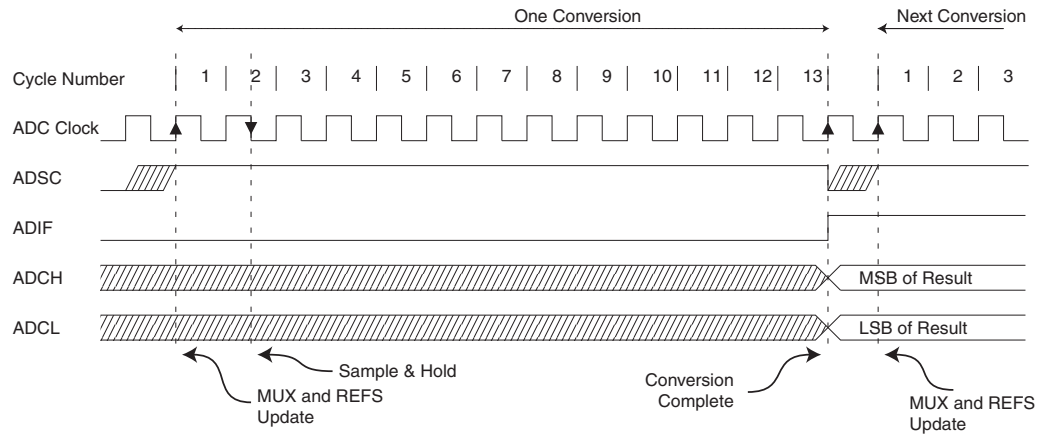 One Conversion
Next Conversion
Cycle Number 1 2 3 4 5 6 7 8 9 10 11 12 13 1 2 3
ADC Clock
ADSC
ADIF
ADCH
MSB of Result
ADCL
LSB of Result
Sample & Hold
MUX and REFS
Update
Conversion
Complete
MUX and REFS
Update